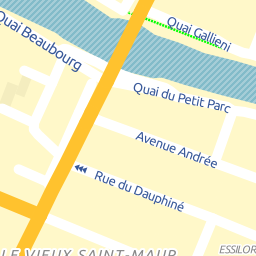 Quai Gallieni
Quai Beaubourg
Quai du Petit Parc
Avenue Andrée
Rue du Dauphiné
LE VIEUX SAINT-MAUR
ESSILOR